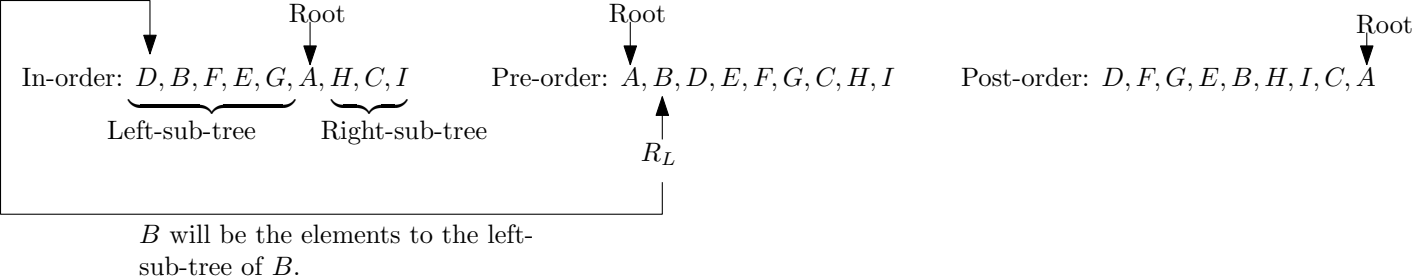 Root
Root
Root
In-order: D, B, F, E, G, A, H, C, I
Pre-order: A, B, D, E, F, G, C, H, I
Post-order: D, F, G, E, B, H, I, C, A
Left-sub-tree
Right-sub-tree
R_L
B will be the elements to the left-
sub-tree of B.